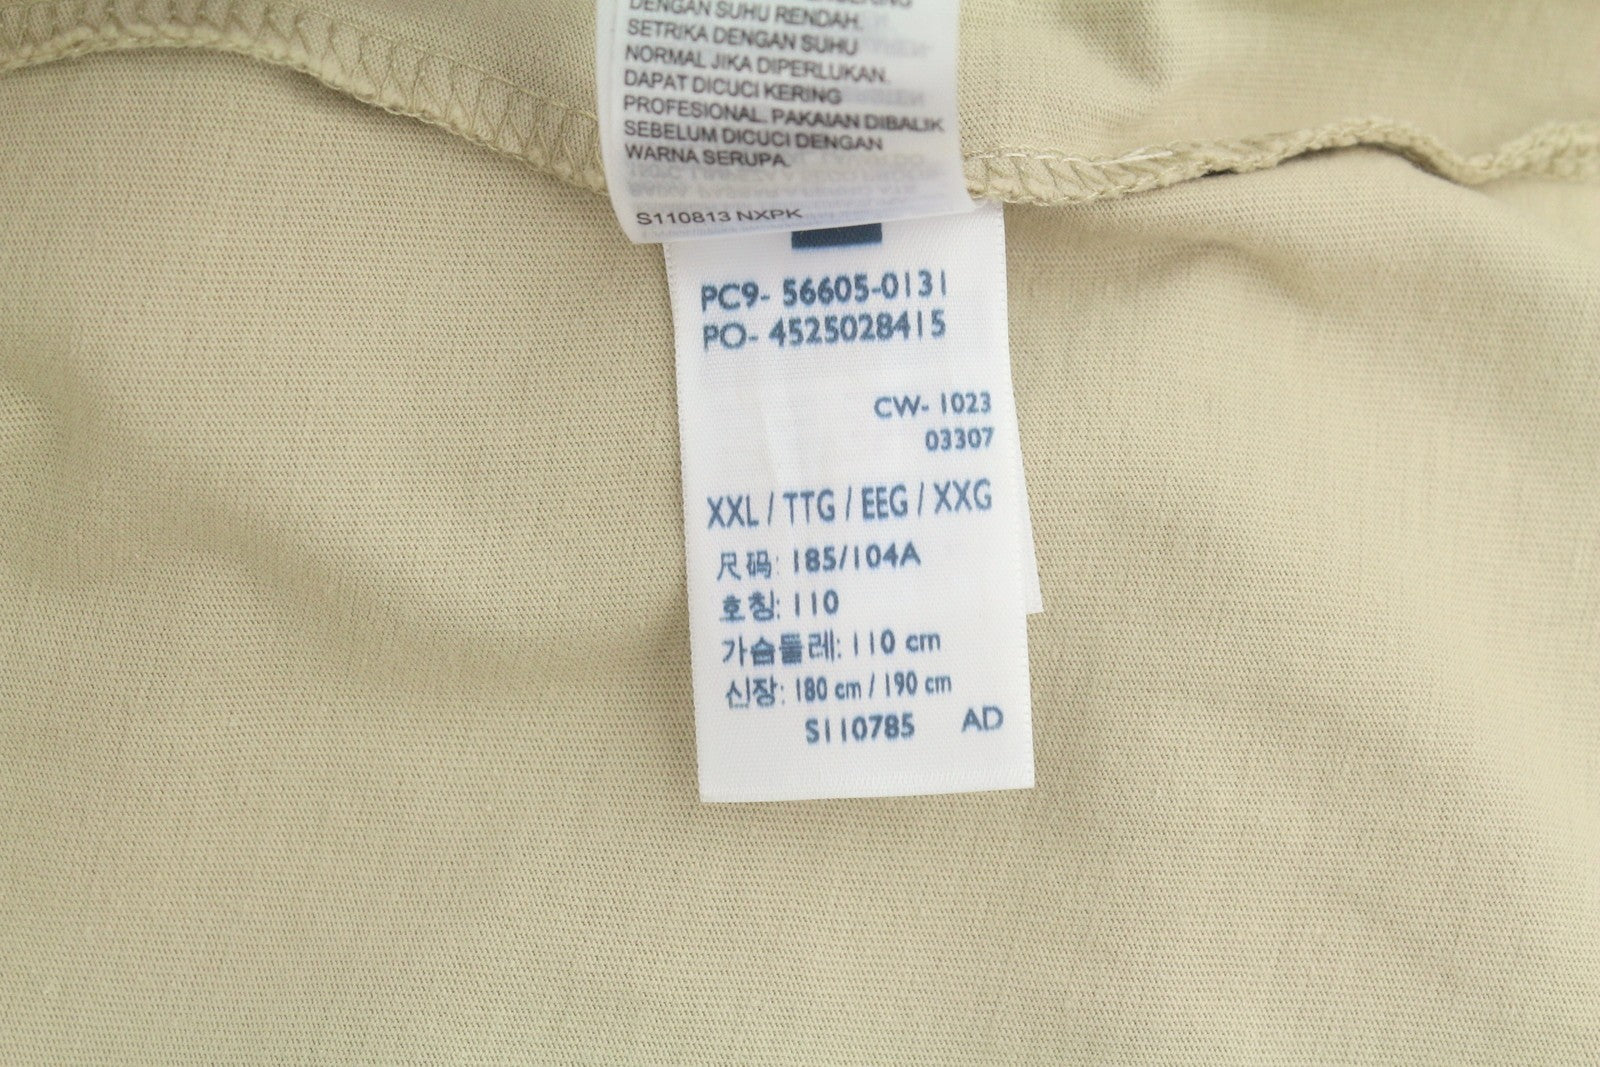 DENGAN SUHU RENDAH.
SETRIKA DENGAN SUHU
NORMAL JIKA DIPERLUKAN.
DAPAT DICUCI KERING
PROFESIONAL. PAKAIAN DIBALIK
SEBELUM DICUCI DENGAN
WARNA SERUPA.
S110813 NXPK
PC9- 56605-0131
PO- 4525028415
CW- 1023
03307
XXL / TTG / EEG / XXG
尺码: 185/104A
호칭: 110
가슴둘레: 110 cm
신장: 180 cm / 190 cm
S110785 AD